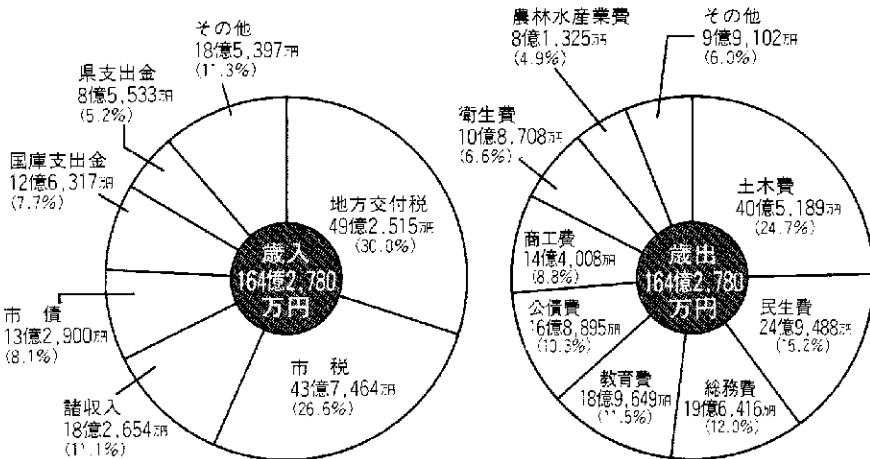 その他
18億5,397万円
(11.3%)
県支出金
8億5,533万円
(5.2%)
国庫支出金
12億6,317万円
(7.7%)
市 債
13億2,900万円
(8.1%)
諸収入
18億2,654万円
(11.1%)
市 税
43億7,464万円
(26.6%)
地方交付税
49億2,515万円
(30.0%)
歳入
164億2,780
万円
農林水産業費
8億1,325万円
(4.9%)
その他
9億9,102万円
(6.0%)
衛生費
10億8,708万円
(6.6%)
商工費
14億4,008万円
(8.8%)
公債費
16億8,895万円
(10.3%)
教育費
18億9,649万円
(11.5%)
総務費
19億6,416万円
(12.0%)
民生費
24億9,488万円
(15.2%)
土木費
40億5,189万円
(24.7%)
歳出
164億2,780
万円